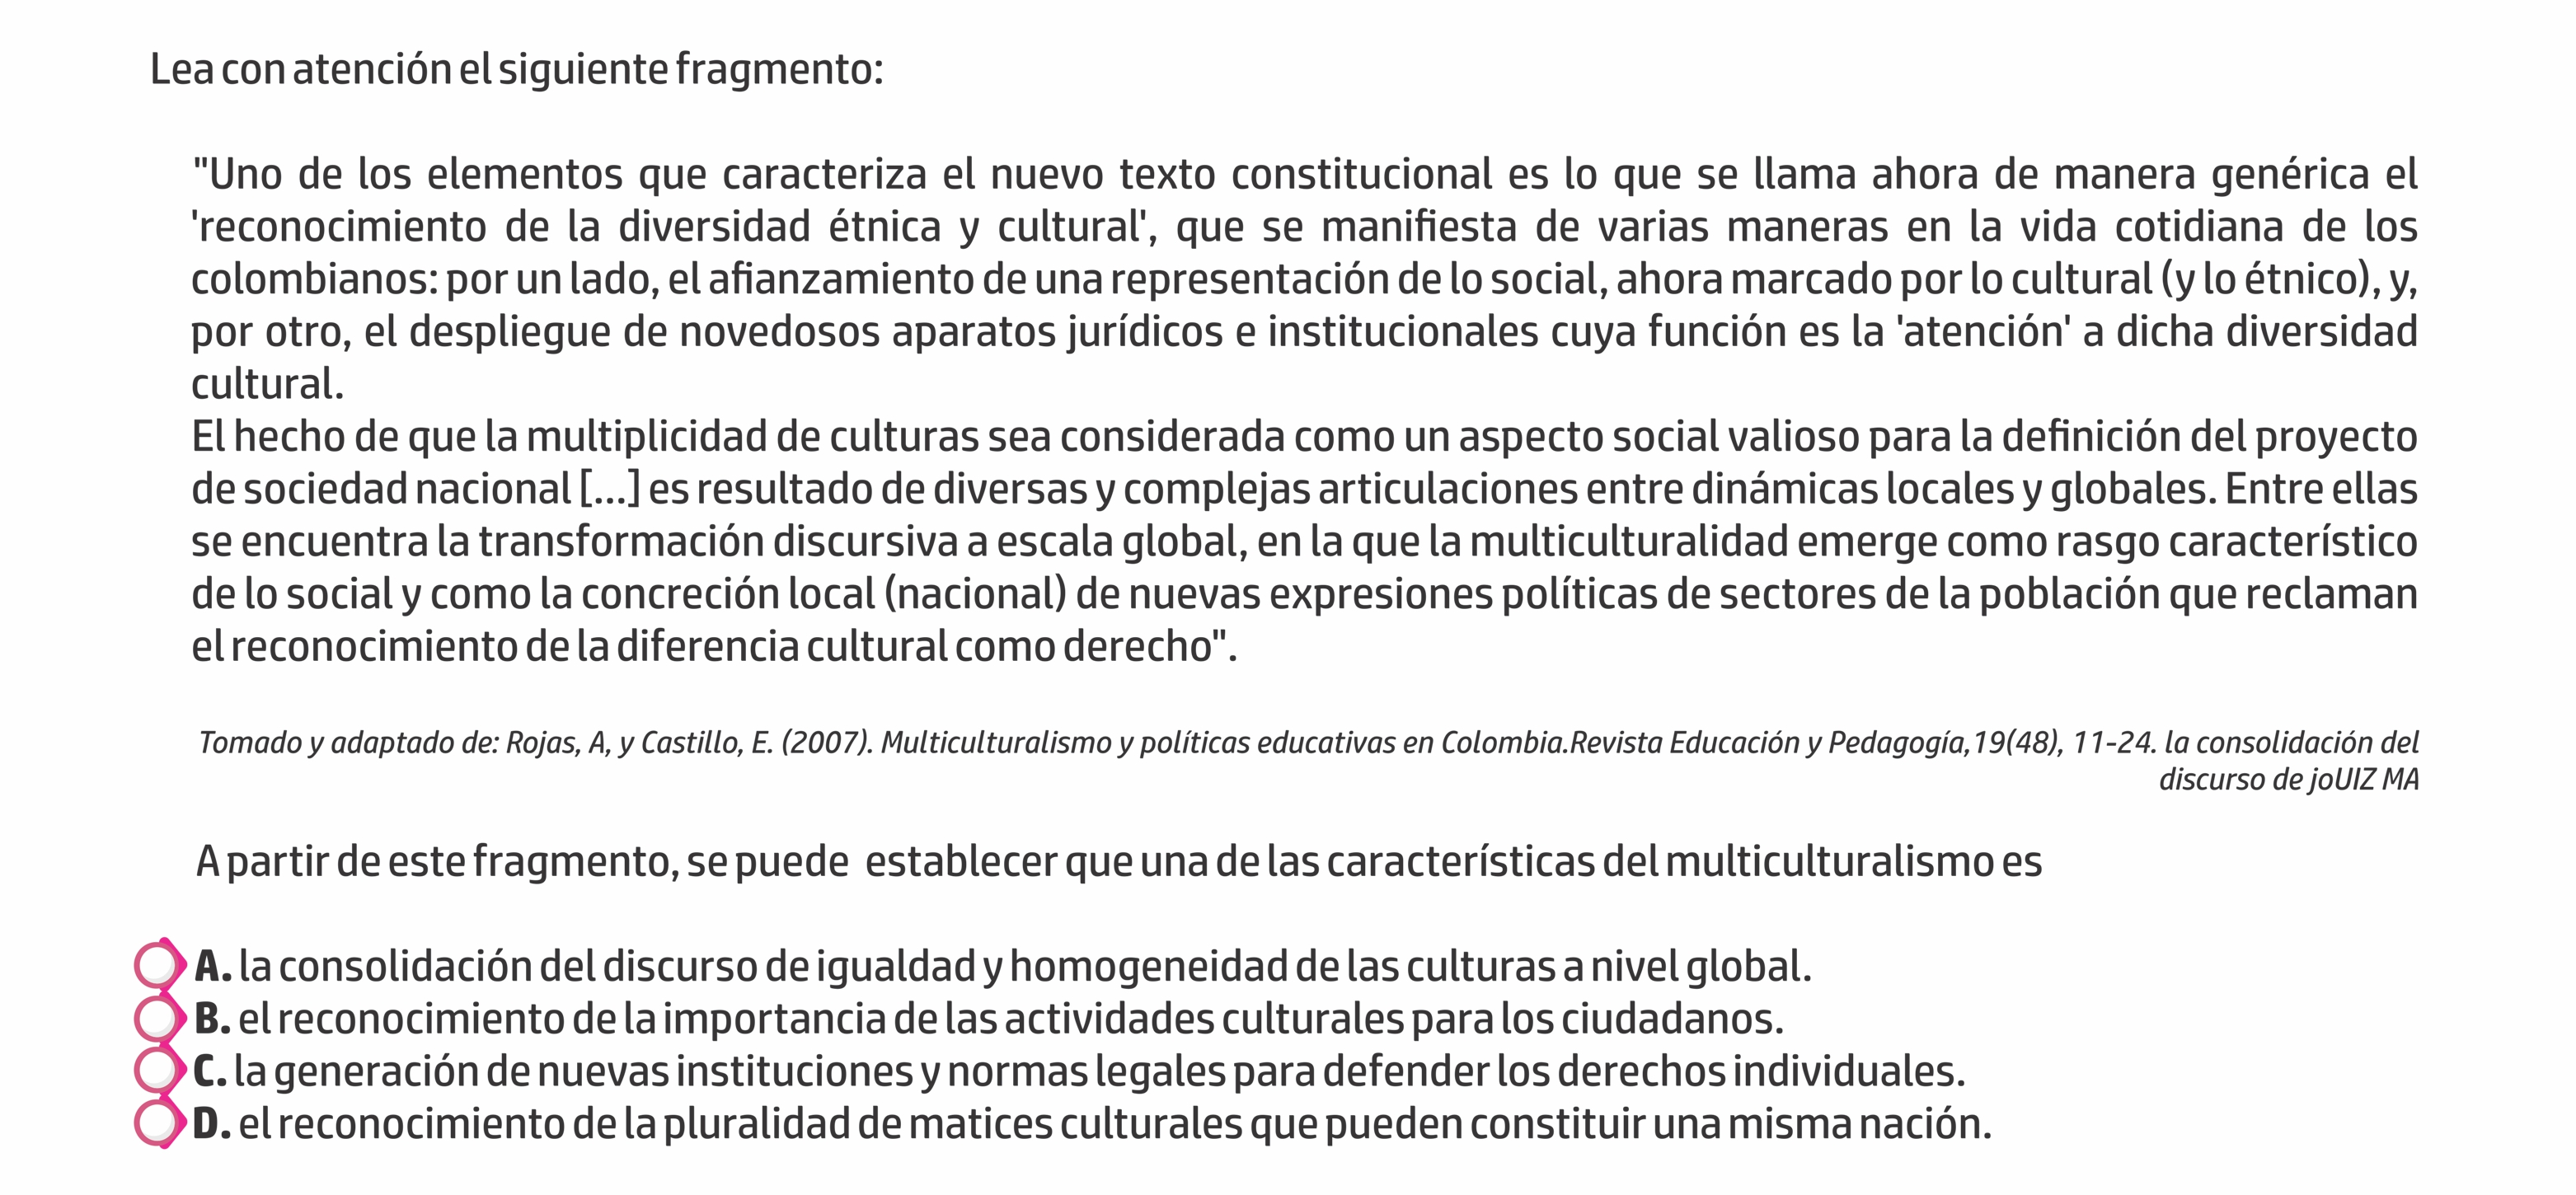 Lea con atención el siguiente fragmento:
"Uno de los elementos que caracteriza el nuevo texto constitucional es lo que se llama ahora de manera genérica el
'reconocimiento de la diversidad étnica y cultural', que se manifiesta de varias maneras en la vida cotidiana de los
colombianos: por un lado, el afianzamiento de una representación de lo social, ahora marcado por lo cultural (y lo étnico), y,
por otro, el despliegue de novedosos aparatos jurídicos e institucionales cuya función es la 'atención' a dicha diversidad
cultural.
El hecho de que la multiplicidad de culturas sea considerada como un aspecto social valioso para la definición del proyecto
de sociedad nacional [...] es resultado de diversas y complejas articulaciones entre dinámicas locales y globales. Entre ellas
se encuentra la transformación discursiva a escala global, en la que la multiculturalidad emerge como rasgo característico
de lo social y como la concreción local (nacional) de nuevas expresiones políticas de sectores de la población que reclaman
el reconocimiento de la diferencia cultural como derecho".
Tomado y adaptado de: Rojas, A, y Castillo, E. (2007). Multiculturalismo y políticas educativas en Colombia.Revista Educación y Pedagogía,19(48), 11-24. la consolidación del
discurso de joUIZ MA
A partir de este fragmento, se puede establecer que una de las características del multiculturalismo es
A. la consolidación del discurso de igualdad y homogeneidad de las culturas a nivel global.
B. el reconocimiento de la importancia de las actividades culturales para los ciudadanos.
C. la generación de nuevas instituciones y normas legales para defender los derechos individuales.
D. el reconocimiento de la pluralidad de matices culturales que pueden constituir una misma nación.